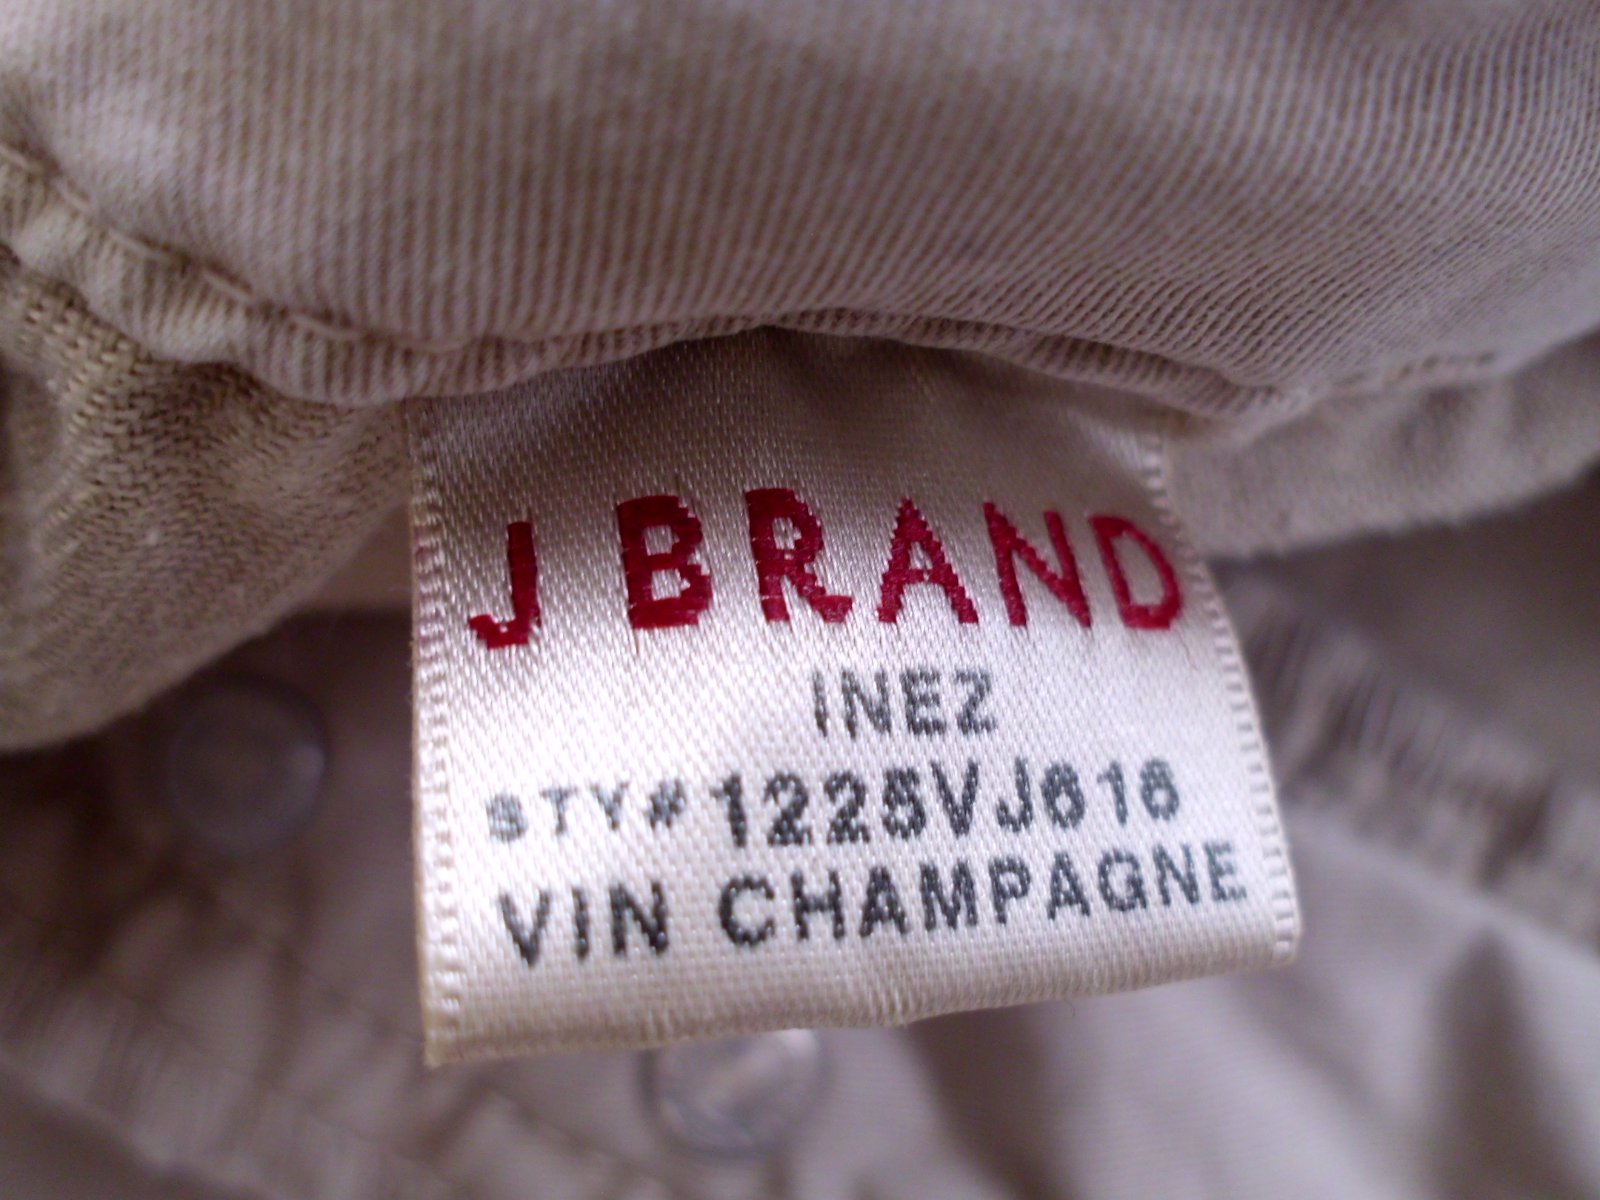 J BRAND
INEZ
STY# 1225VJ616
VIN CHAMPAGNE